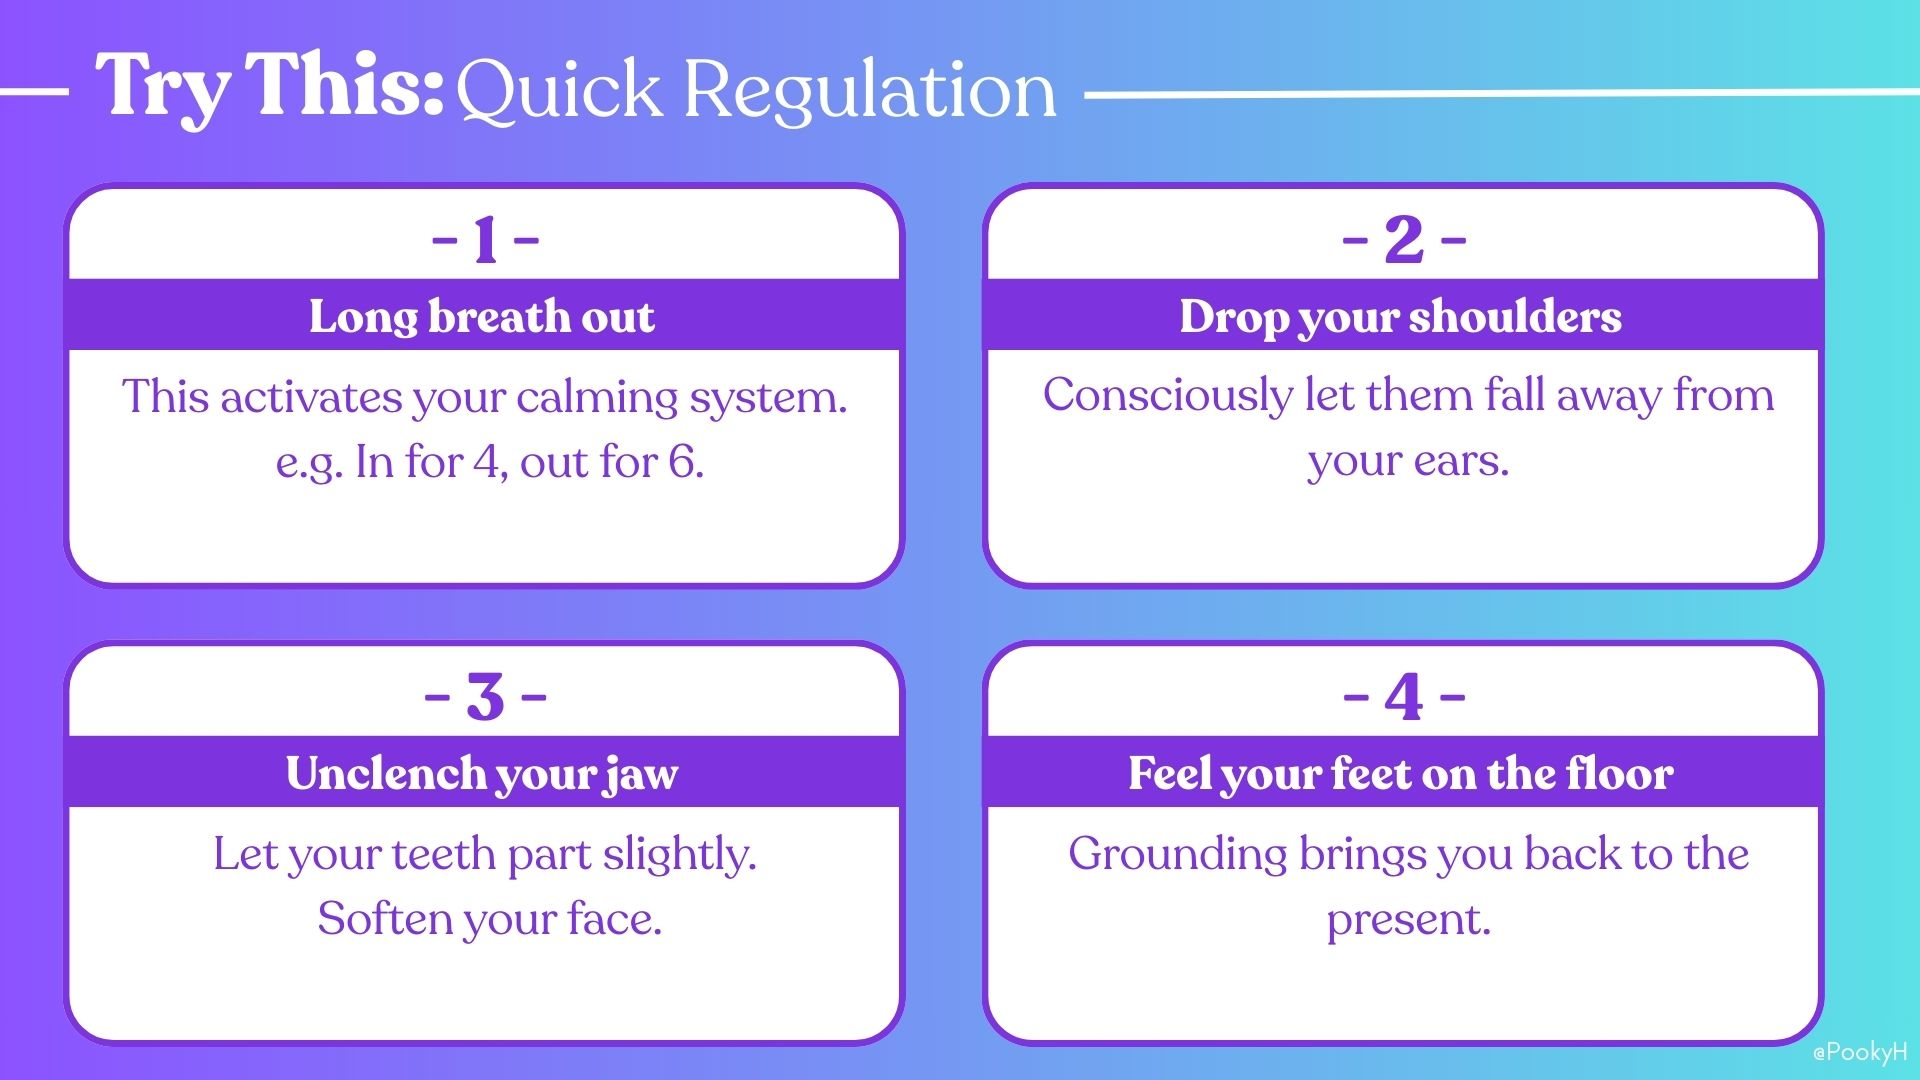 Try This: Quick Regulation
- 1 -
Long breath out
This activates your calming system.
e.g. In for 4, out for 6.
- 2 -
Drop your shoulders
Consciously let them fall away from
your ears.
- 3 -
Unclench your jaw
Let your teeth part slightly.
Soften your face.
- 4 -
Feel your feet on the floor
Grounding brings you back to the
present.
@PookyH